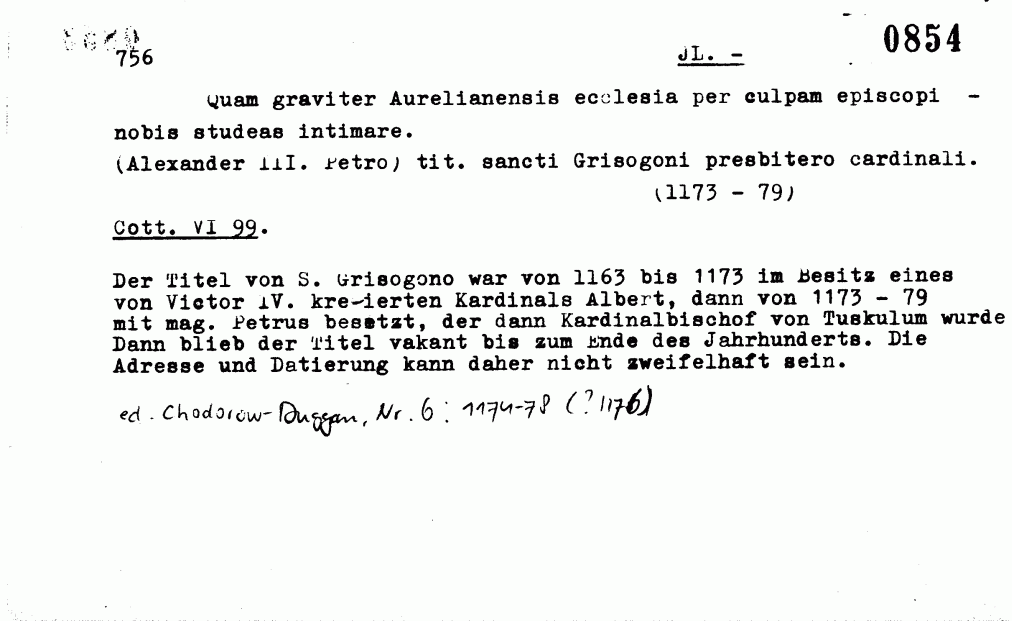 0854
756
JL. -
Quam graviter Aurelianensis ecclesia per culpam episcopi -
nobis studeas intimare.
(Alexander III. Petro) tit. sancti Grisogoni presbitero cardinali.
(1173 - 79)
Cott. VI 99.
Der Titel von S. Grisogono war von 1163 bis 1173 im Besitz eines
von Victor IV. kre-ierten Kardinals Albert, dann von 1173 - 79
mit mag. Petrus besetzt, der dann Kardinalbischof von Tuskulum wurde
Dann blieb der Titel vakant bis zum Ende des Jahrhunderts. Die
Adresse und Datierung kann daher nicht zweifelhaft sein.
ed. Chodorow-Duggan, Nr. 6: 1174-78 (? 1176)